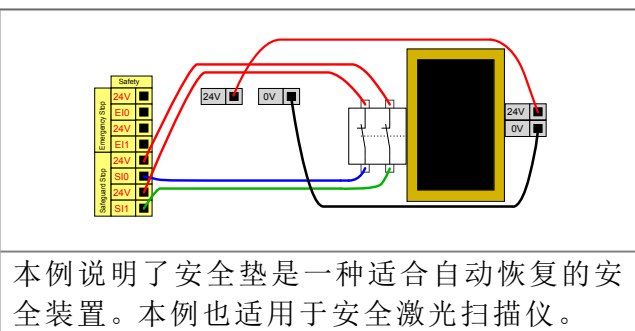 Safety
Emergency Stop
24V
EI0
24V
EI1
Safeguard Stop
24V
SI0
24V
SI1
24V
0V
24V
0V
本例说明了安全垫是一种适合自动恢复的安
全装置。本例也适用于安全激光扫描仪。